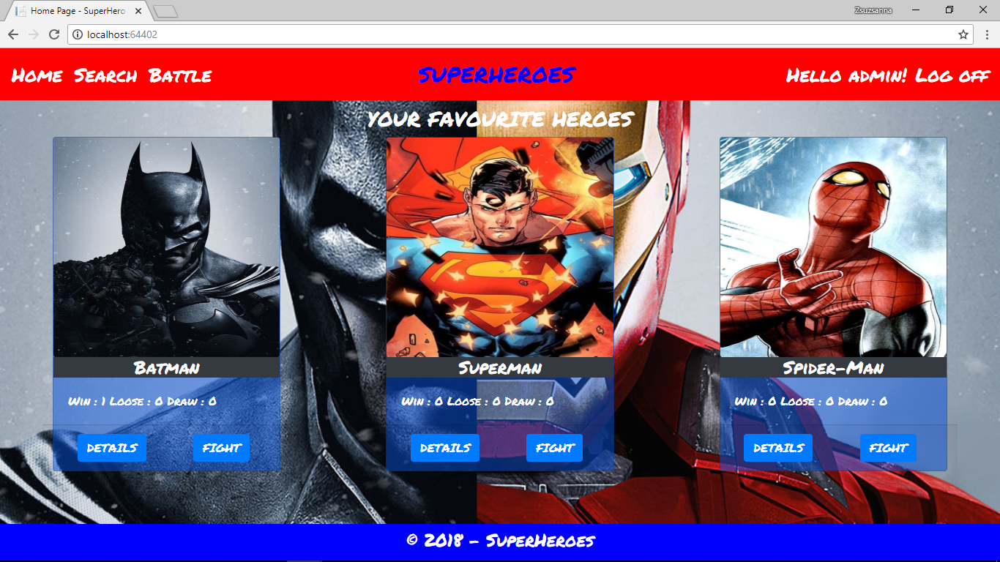 Home Page - SuperHero
Zsuzsanna
localhost:64402
Home Search Battle
SUPERHEROES
Hello admin! Log off
YOUR FAVOURITE HEROES
Batman
Superman
Spider-Man
Win : 1 Loose : 0 Draw : 0
Win : 0 Loose : 0 Draw : 0
Win : 0 Loose : 0 Draw : 0
DETAILS
FIGHT
DETAILS
FIGHT
DETAILS
FIGHT
© 2018 - SuperHeroes